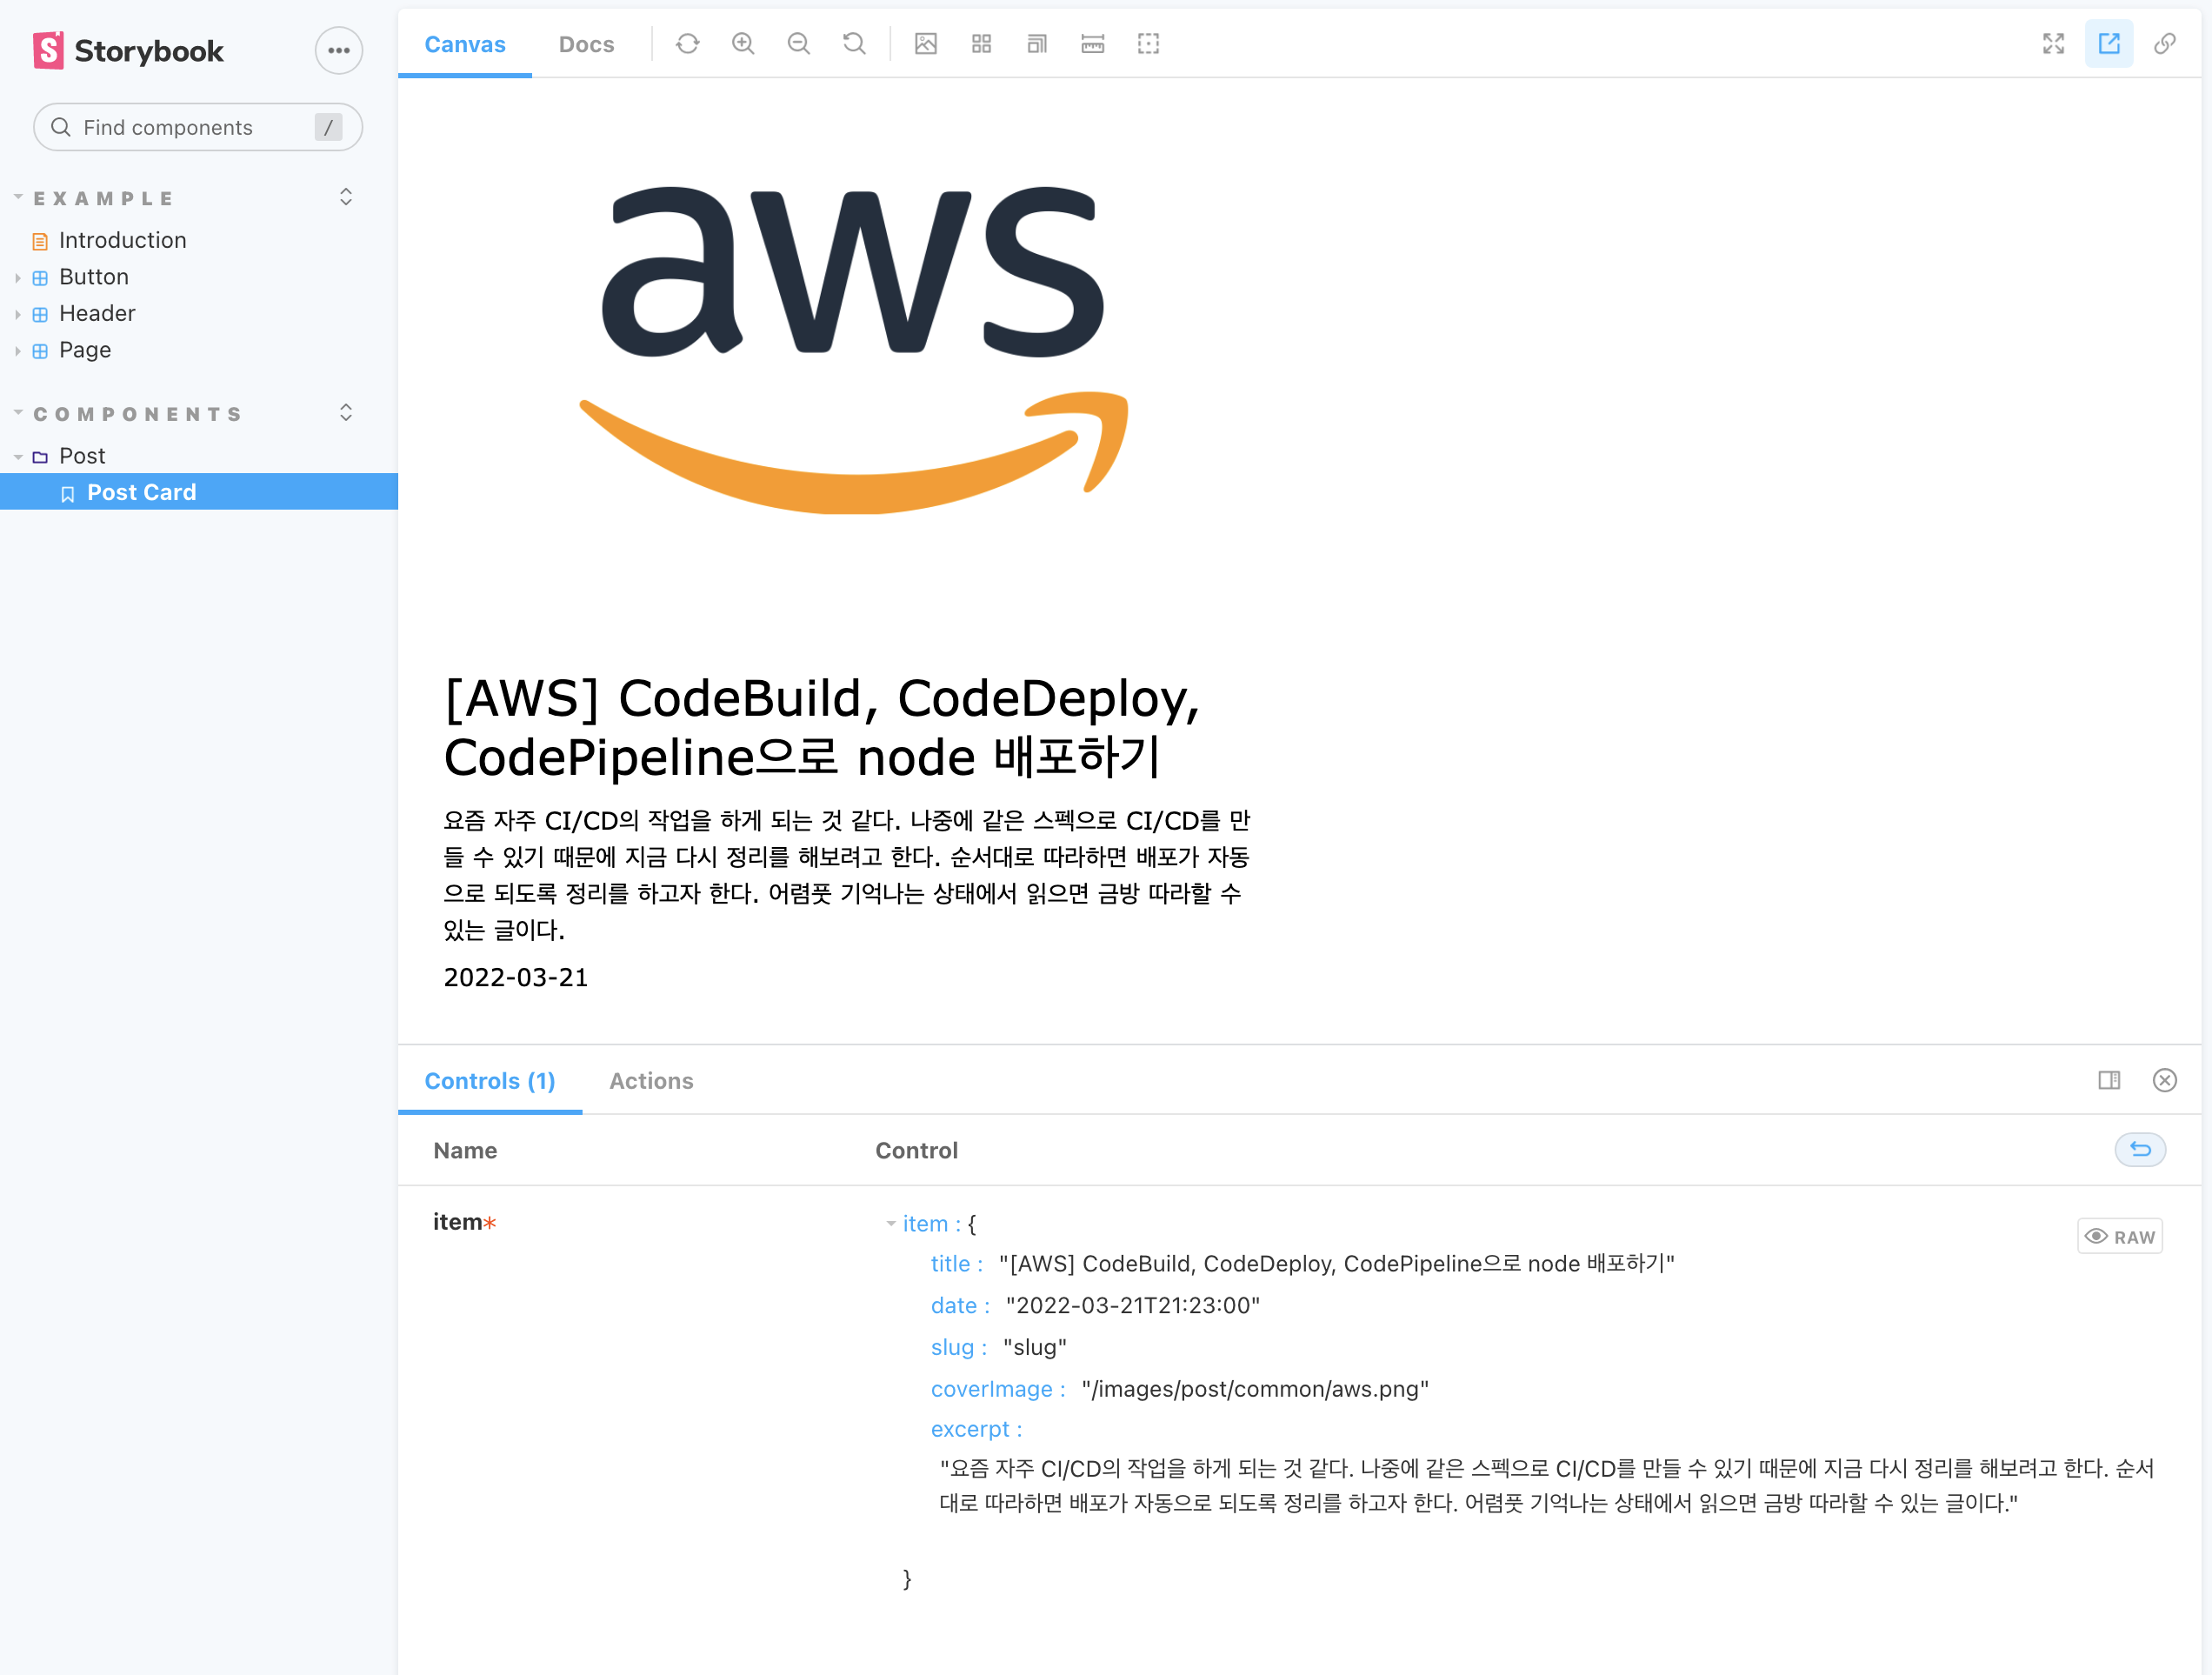 Storybook
Find components
/
EXAMPLE
Introduction
Button
Header
Page
COMPONENTS
Post
Post Card
Canvas
Docs
aws
[AWS] CodeBuild, CodeDeploy,
CodePipeline으로 node 배포하기
요즘 자주 CI/CD의 작업을 하게 되는 것 같다. 나중에 같은 스펙으로 CI/CD를 만
들 수 있기 때문에 지금 다시 정리를 해보려고 한다. 순서대로 따라하면 배포가 자동
으로 되도록 정리를 하고자 한다. 어렴풋 기억나는 상태에서 읽으면 금방 따라할 수
있는 글이다.
2022-03-21
Controls (1)
Actions
Name
Control
item*
item : {
RAW
title : "[AWS] CodeBuild, CodeDeploy, CodePipeline으로 node 배포하기"
date : "2022-03-21T21:23:00"
slug : "slug"
coverImage : "/images/post/common/aws.png"
excerpt :
"요즘 자주 CI/CD의 작업을 하게 되는 것 같다. 나중에 같은 스펙으로 CI/CD를 만들 수 있기 때문에 지금 다시 정리를 해보려고 한다. 순서
대로 따라하면 배포가 자동으로 되도록 정리를 하고자 한다. 어렴풋 기억나는 상태에서 읽으면 금방 따라할 수 있는 글이다."
}